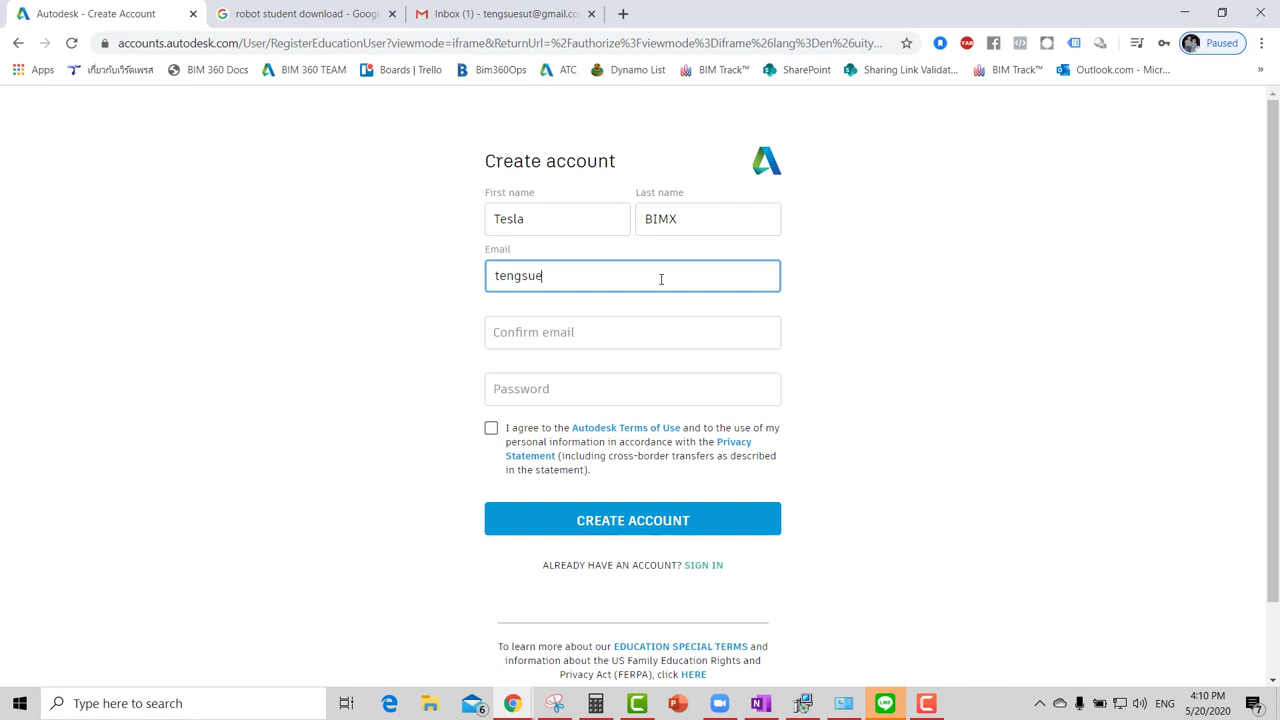 Autodesk - Create Account
robot student download - Goog
Inbox (1) - tengsuesut@gmail.co
accounts.autodesk.com/User/RegisterEducationUser?viewmode=iframe&ReturnUrl=%2Fauthorize%3Fviewmode%3Diframe%26lang%3Den%26uity...
Paused
Apps
เกี่ยวกับเวิร์ดเพรส
BIM 360 Docs
BIM 360 TEAM
Boards | Trello
Bim360Ops
ATC
Dynamo List
BIM Track™
SharePoint
Sharing Link Validat...
BIM Track™
Outlook.com - Micr...
»
Create account
First name
Last name
Tesla
BIMX
Email
tengsue
Confirm email
Password
I agree to the Autodesk Terms of Use and to the use of my
personal information in accordance with the Privacy
Statement (including cross-border transfers as described
in the statement).
CREATE ACCOUNT
ALREADY HAVE AN ACCOUNT? SIGN IN
To learn more about our EDUCATION SPECIAL TERMS and
information about the US Family Education Rights and
Privacy Act (FERPA), click HERE
Type here to search
6
ENG
4:10 PM
5/20/2020
7